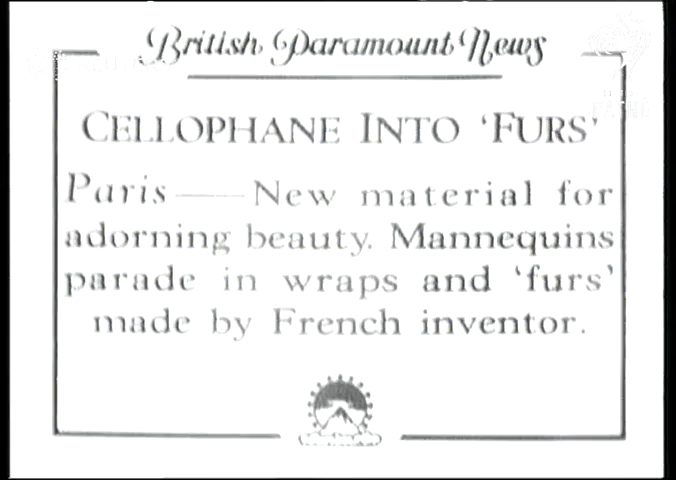 British Paramount News
CELLOPHANE INTO 'FURS'
Paris — New material for
adorning beauty. Mannequins
parade in wraps and 'furs'
made by French inventor.